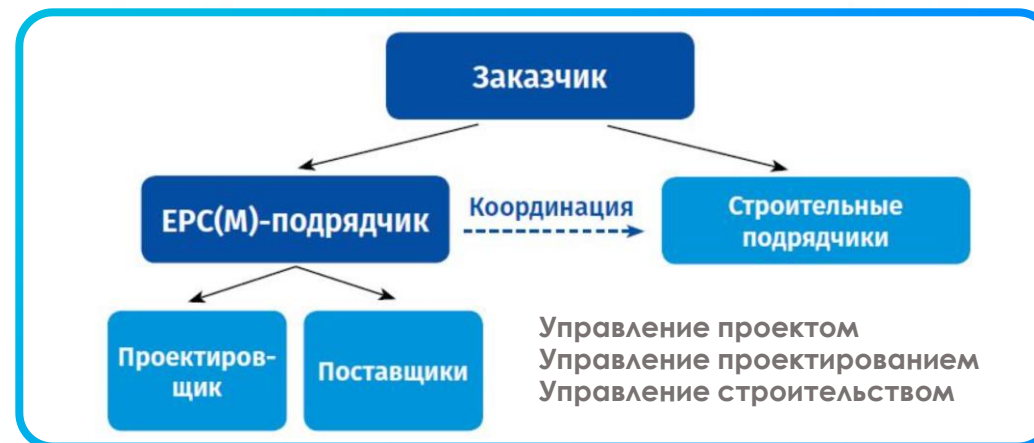 Заказчик
EPC(M)-подрядчик
Координация
Строительные
подрядчики
Проектиров-
щик
Поставщики
Управление проектом
Управление проектированием
Управление строительством